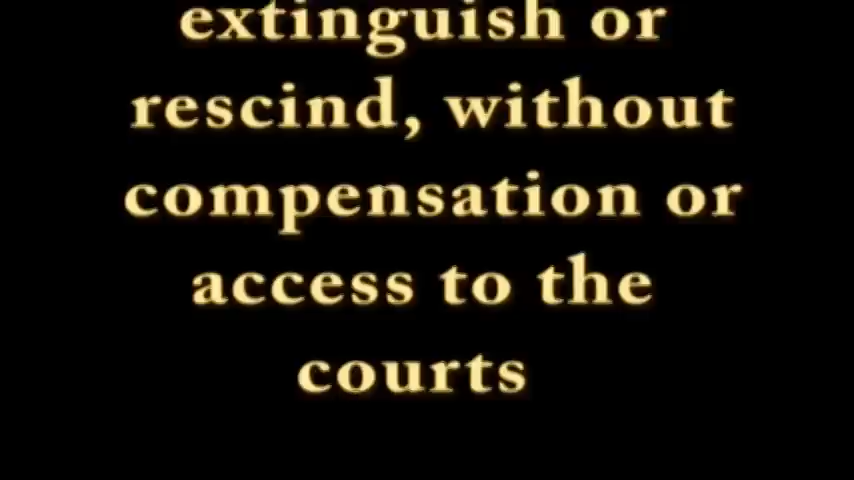 extinguish or
rescind, without
compensation or
access to the
courts